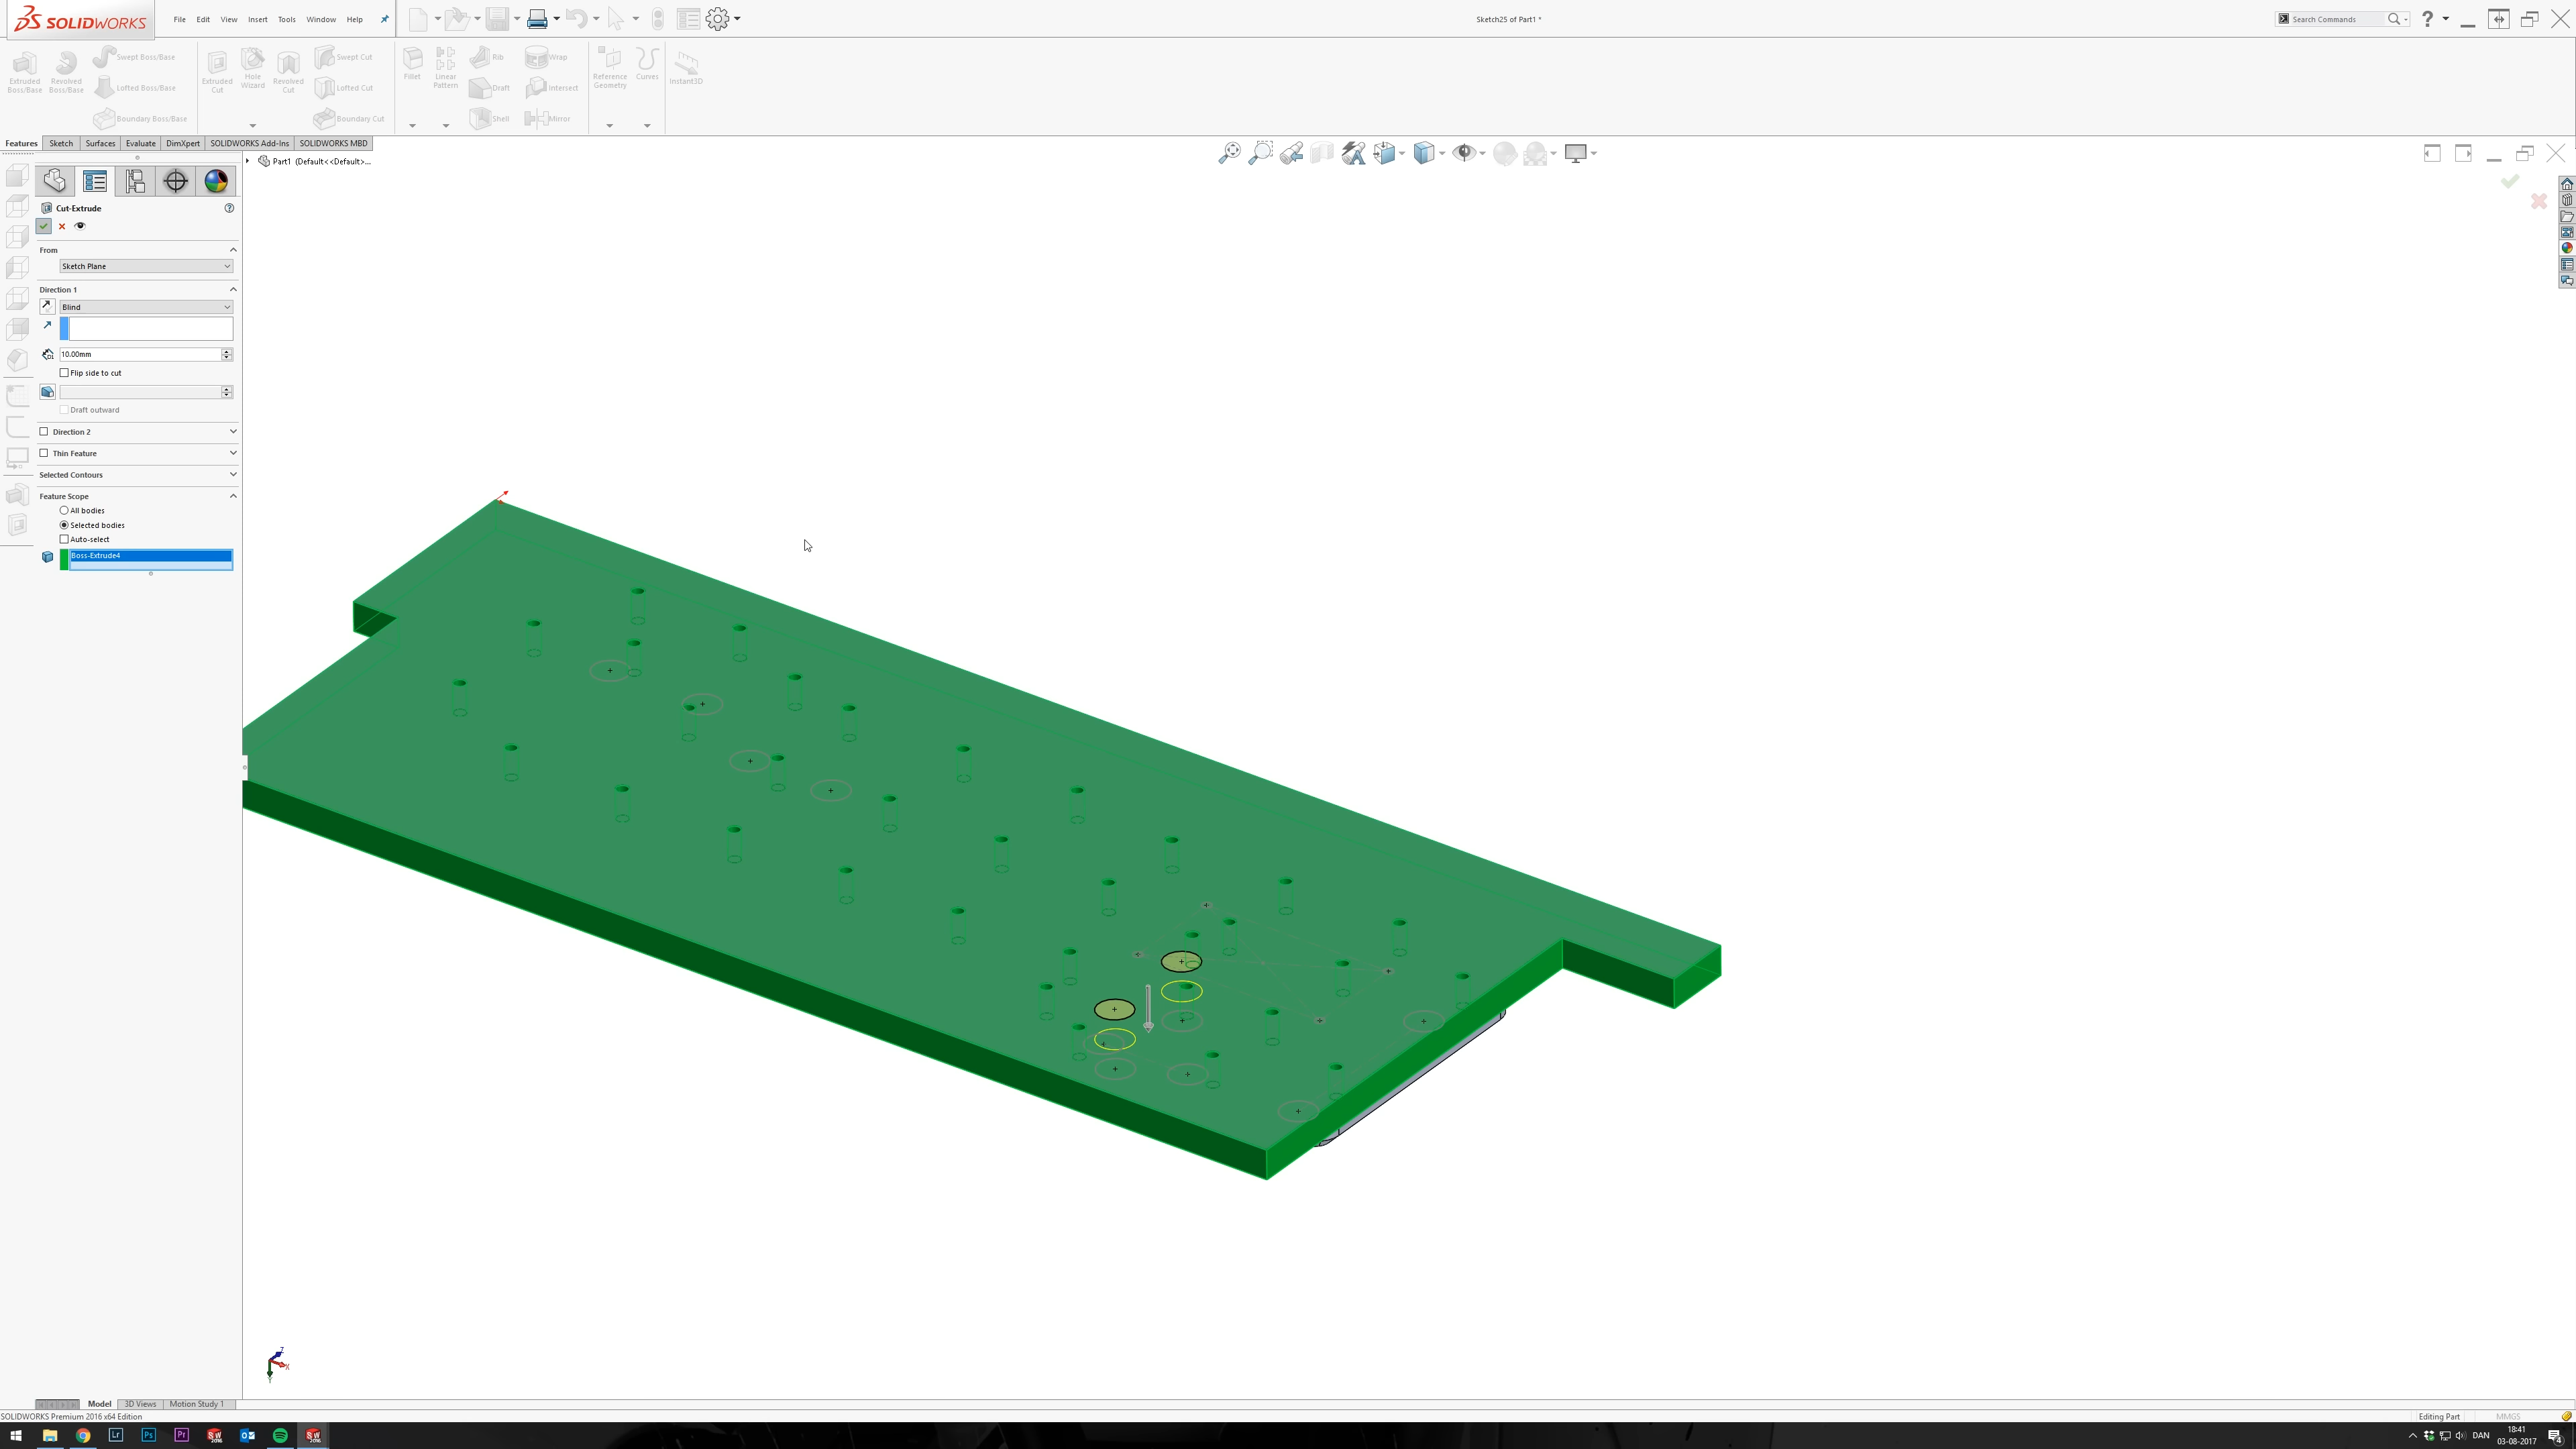 SOLIDWORKS
File Edit View Insert Tools Window Help
Sketch25 of Part1 *
Search Commands
Extruded Boss/Base
Revolved Boss/Base
Swept Boss/Base
Lofted Boss/Base
Boundary Boss/Base
Extruded Cut
Hole Wizard
Revolved Cut
Swept Cut
Lofted Cut
Boundary Cut
Fillet
Linear Pattern
Rib
Draft
Shell
Wrap
Intersect
Mirror
Reference Geometry
Curves
Instant3D
Features Sketch Surfaces Evaluate DimXpert SOLIDWORKS Add-Ins SOLIDWORKS MBD
Part1 (Default<<Default>...
Cut-Extrude
From
Sketch Plane
Direction 1
Blind
10.00mm
Flip side to cut
Draft outward
Direction 2
Thin Feature
Selected Contours
Feature Scope
All bodies
Selected bodies
Auto-select
Boss-Extrude4
Z
X
Y
Model 3D Views Motion Study 1
SOLIDWORKS Premium 2016 x64 Edition
Editing Part MMGS
Lr Ps Pr SW
DAN
18:41
03-08-2017